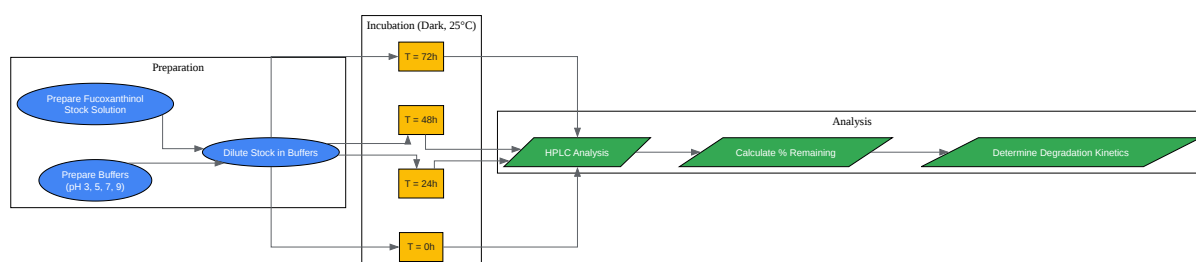 Preparation
Prepare Fucoxanthinol
Stock Solution
Prepare Buffers
(pH 3, 5, 7, 9)
Dilute Stock in Buffers
Incubation (Dark, 25°C)
T = 72h
T = 48h
T = 24h
T = 0h
Analysis
HPLC Analysis
Calculate % Remaining
Determine Degradation Kinetics